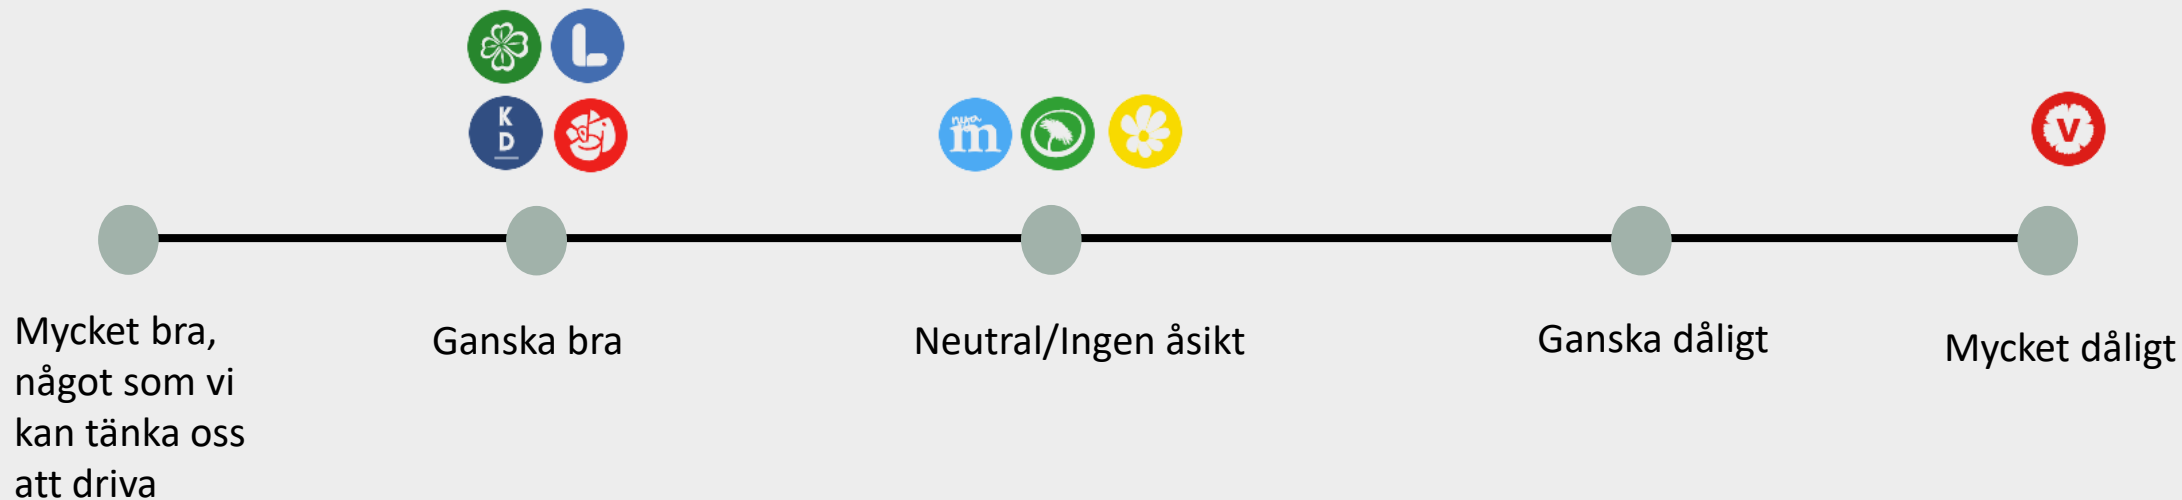 L
K
D
nya
m
V
Mycket bra,
något som vi
kan tänka oss
att driva
Ganska bra
Neutral/Ingen åsikt
Ganska dåligt
Mycket dåligt